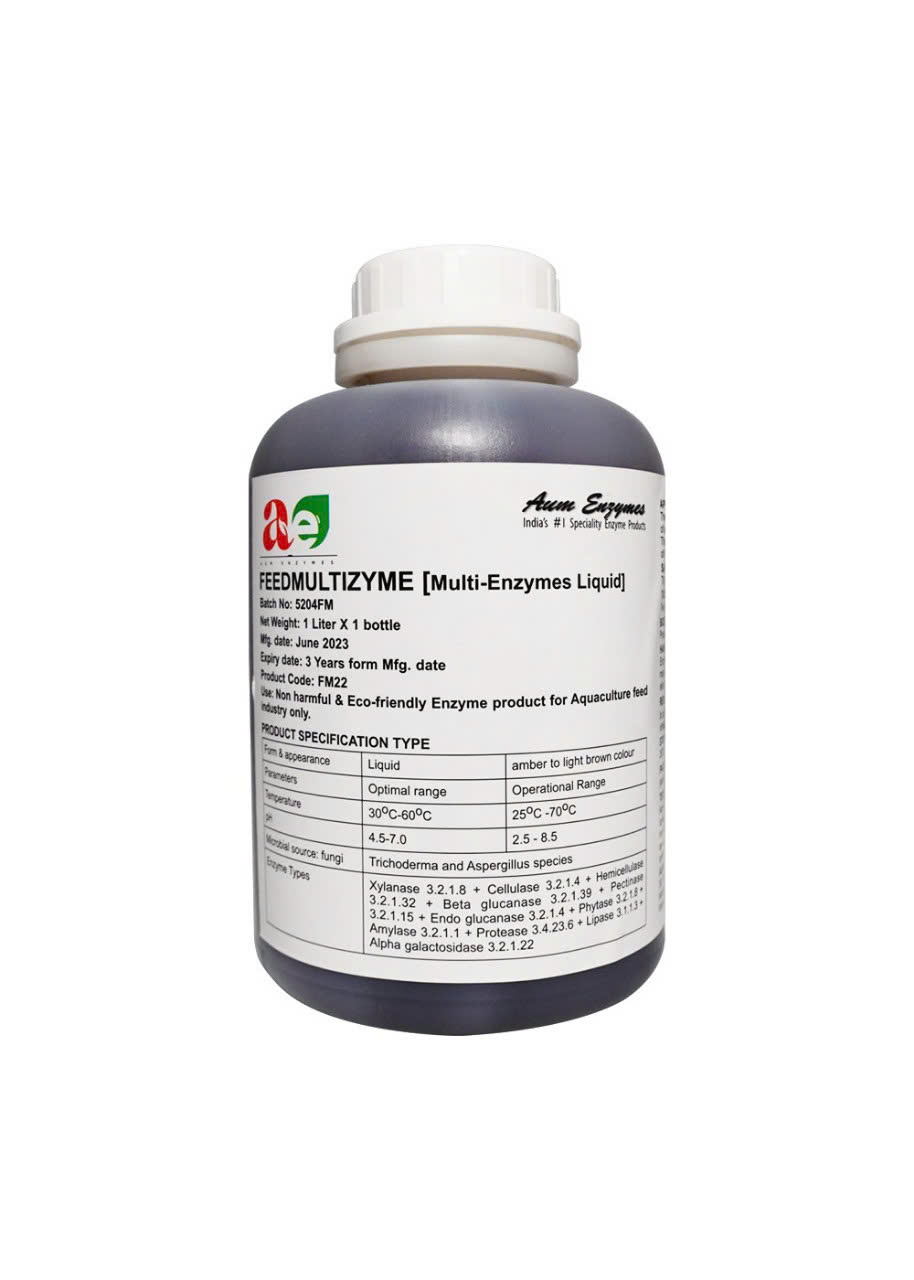 ae
AUM ENZYMES
Aum Enzymes
India's #1 Speciality Enzyme Products
FEEDMULTIZYME [Multi-Enzymes Liquid]
Batch No: 5204FM
Net Weight: 1 Liter X 1 bottle
Mfg. date: June 2023
Expiry date: 3 Years form Mfg. date
Product Code: FM22
Use: Non harmful & Eco-friendly Enzyme product for Aquaculture feed
industry only.
PRODUCT SPECIFICATION TYPE
Form & appearance Liquid amber to light brown colour
Parameters Optimal range Operational Range
Temperature 30°C-60°C 25°C -70°C
pH 4.5-7.0 2.5 - 8.5
Microbial source: fungi Trichoderma and Aspergillus species
Enzyme Types Xylanase 3.2.1.8 + Cellulase 3.2.1.4 + Hemicellulase
3.2.1.32 + Beta glucanase 3.2.1.39 + Pectinase
3.2.1.15 + Endo glucanase 3.2.1.4 + Phytase 3.2.1.8 +
Amylase 3.2.1.1 + Protease 3.4.23.6 + Lipase 3.1.1.3 +
Alpha galactosidase 3.2.1.22